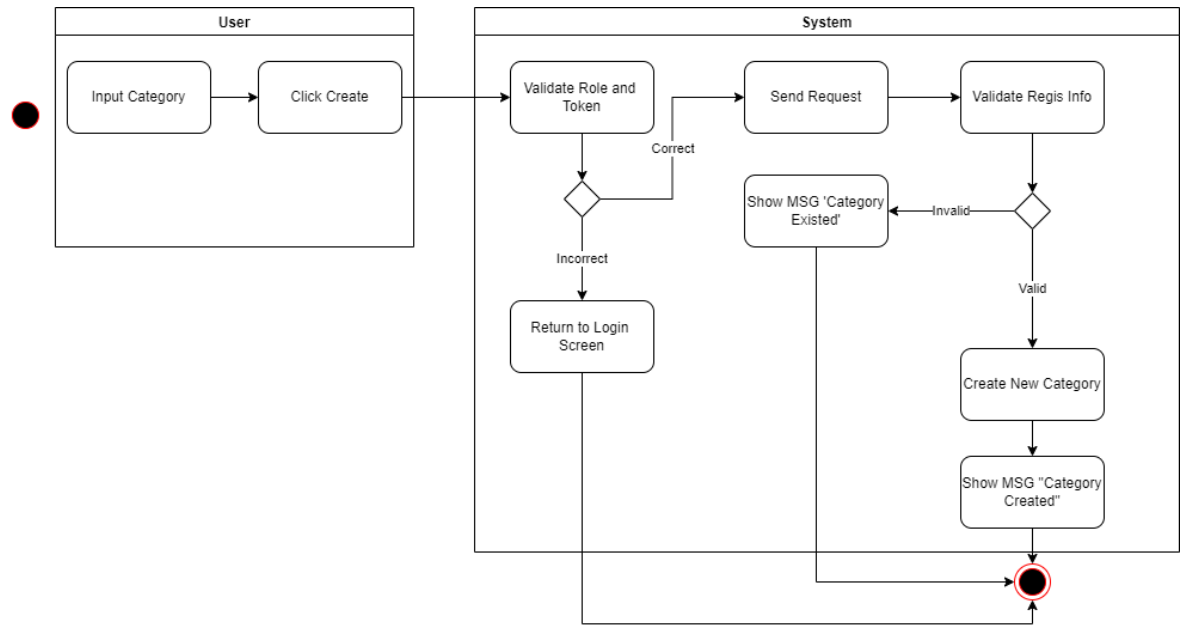 User
System
Input Category
Click Create
Validate Role and
Token
Send Request
Validate Regis Info
Correct
Show MSG 'Category
Existed'
Invalid
Incorrect
Valid
Return to Login
Screen
Create New Category
Show MSG "Category
Created"